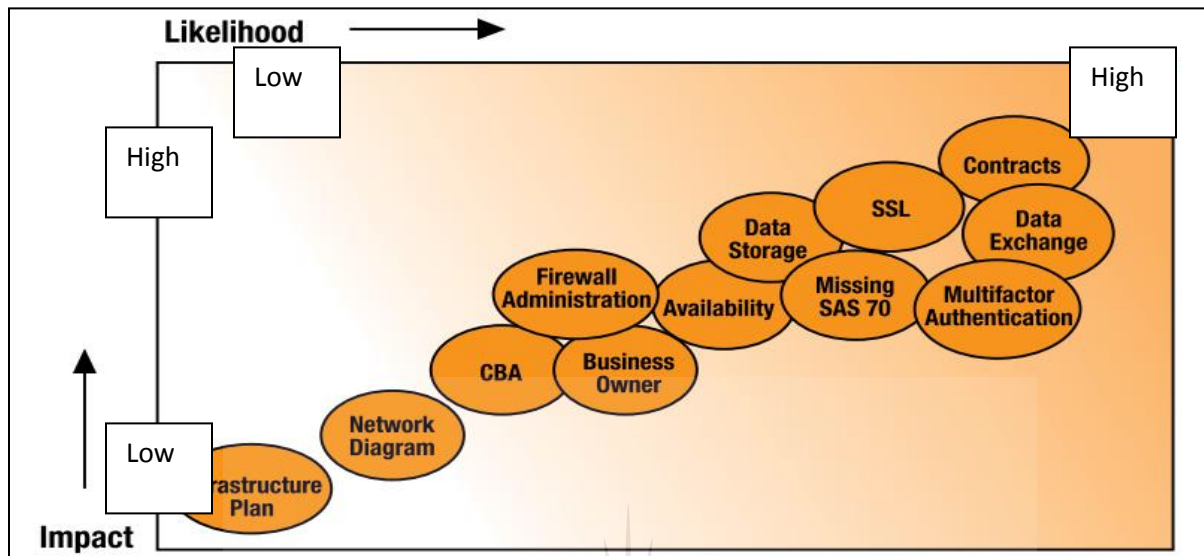 Likelihood
Low
High
High
Contracts
SSL
Data
Storage
Data
Exchange
Firewall
Administration
Availability
Missing
SAS 70
Multifactor
Authentication
CBA
Business
Owner
Network
Diagram
Low
rastructure
Plan
Impact